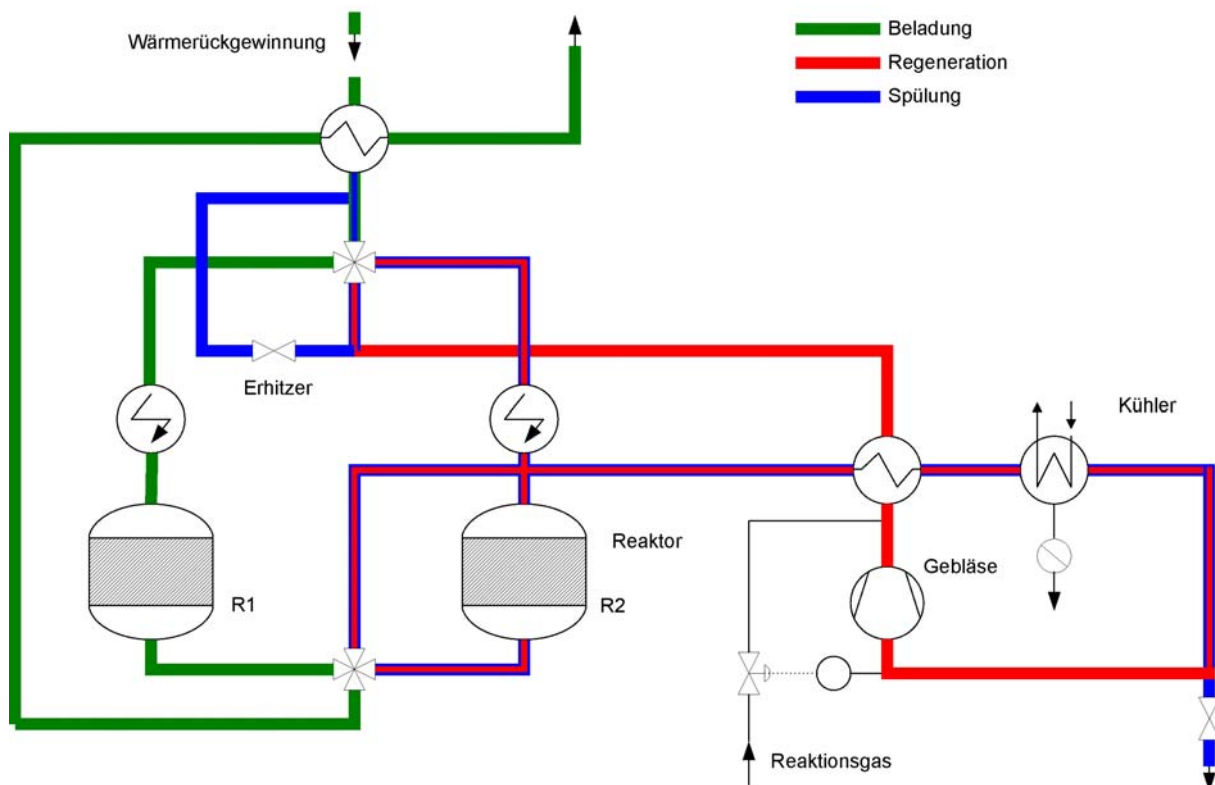 Wärmerückgewinnung
Beladung
Regeneration
Spülung
Erhitzer
Kühler
Reaktor
R1
R2
Gebläse
Reaktionsgas